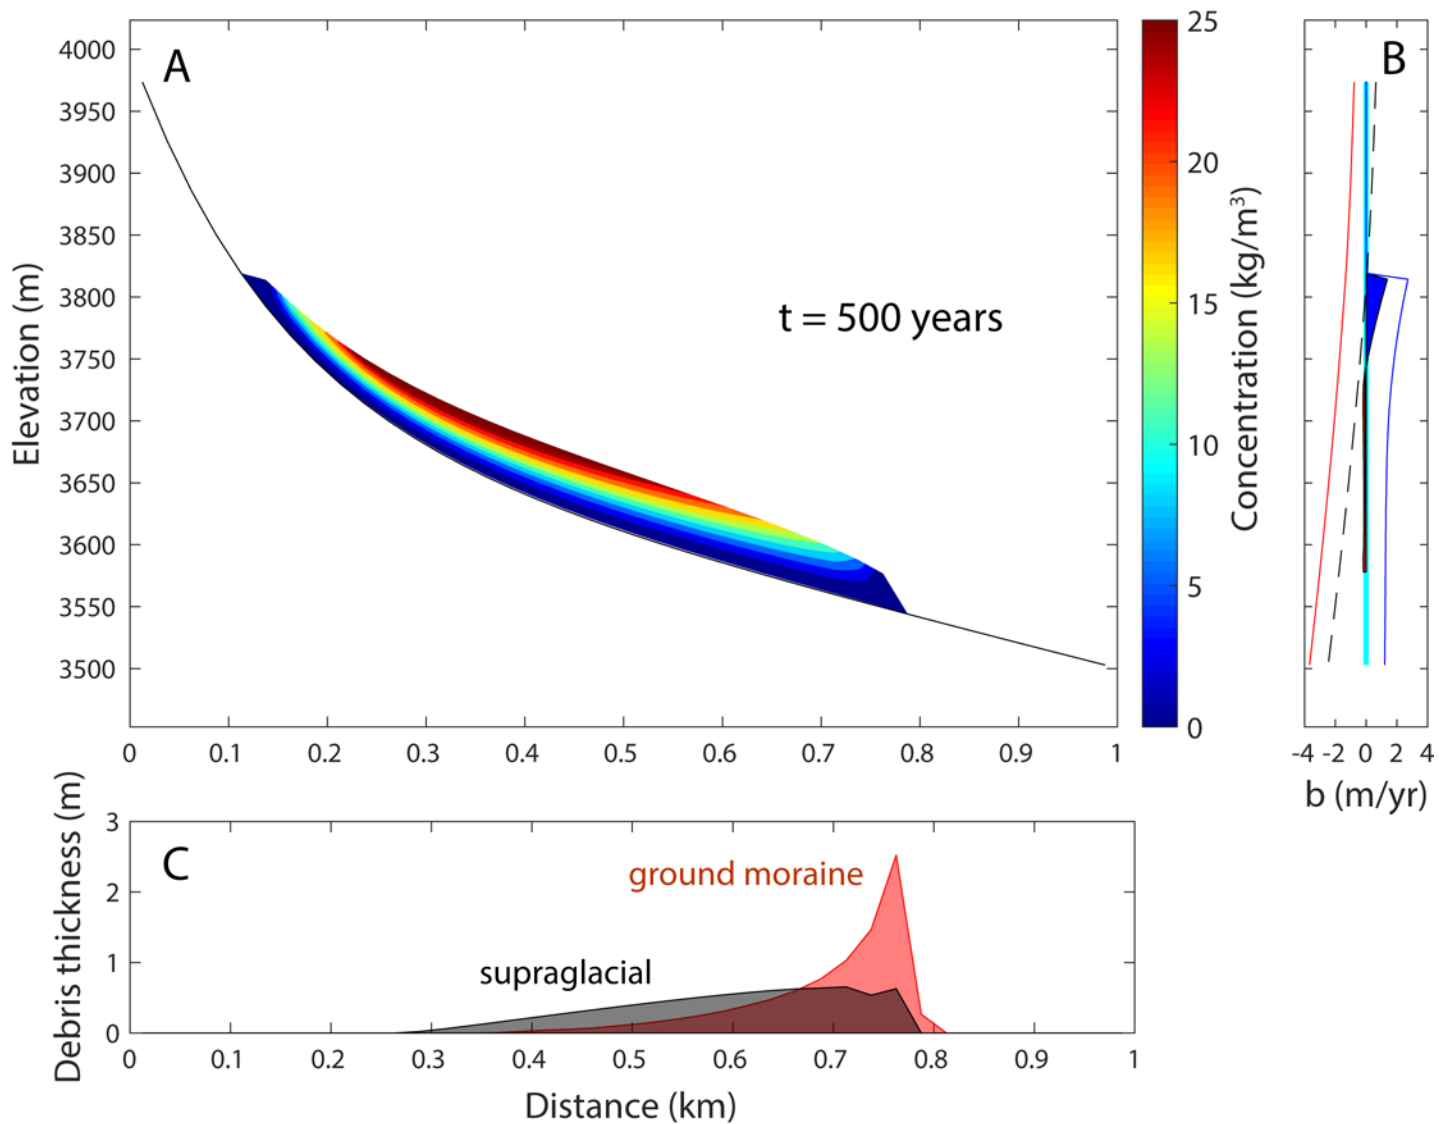 A
4000
3950
3900
3850
3800
3750
3700
3650
3600
3550
3500
Elevation (m)
t = 500 years
0 0.1 0.2 0.3 0.4 0.5 0.6 0.7 0.8 0.9 1
25
20
15
10
5
0
Concentration (kg/m³)
B
-4 -2 0 2 4
b (m/yr)
C
3
2
1
0
Debris thickness (m)
ground moraine
supraglacial
0 0.1 0.2 0.3 0.4 0.5 0.6 0.7 0.8 0.9 1
Distance (km)